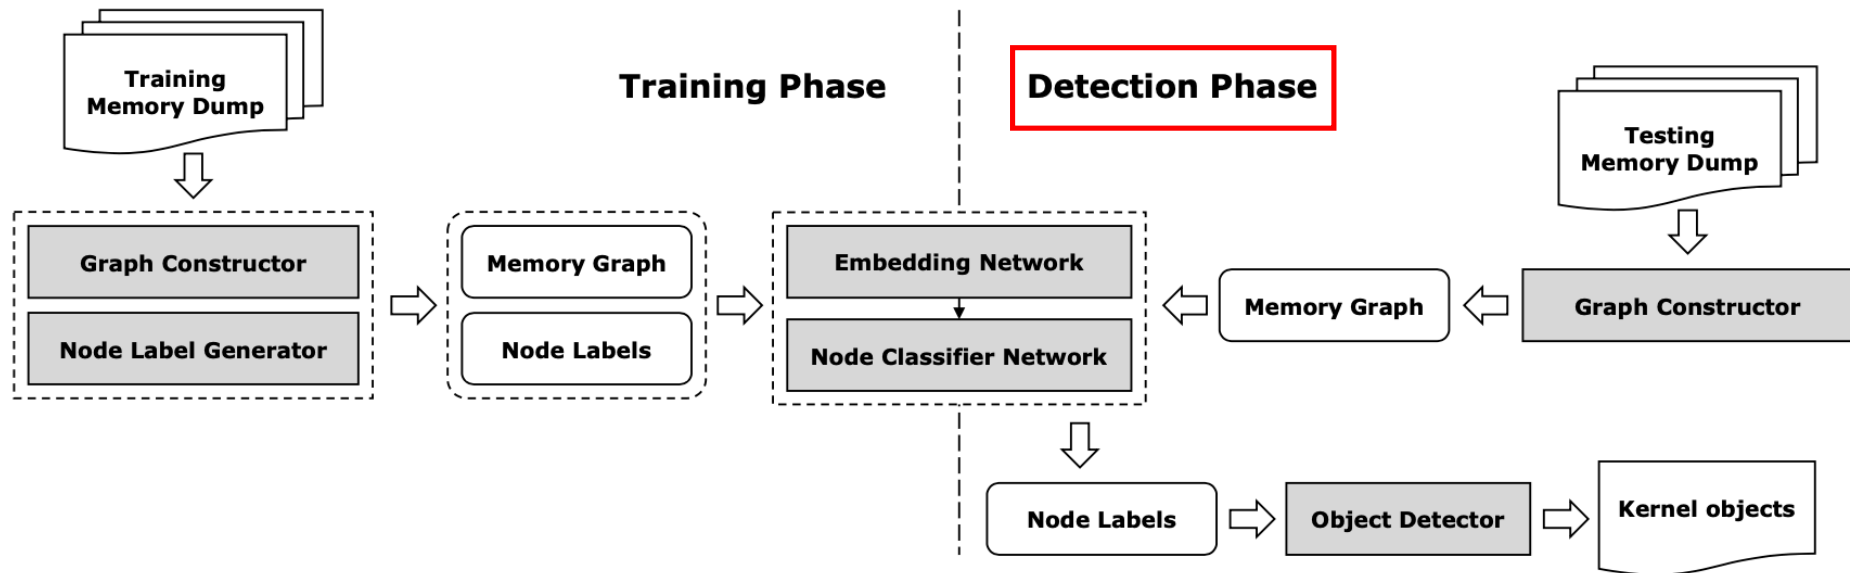 Training
Memory Dump
Training Phase
Detection Phase
Testing
Memory Dump
Graph Constructor
Node Label Generator
Memory Graph
Node Labels
Embedding Network
Node Classifier Network
Memory Graph
Graph Constructor
Node Labels
Object Detector
Kernel objects